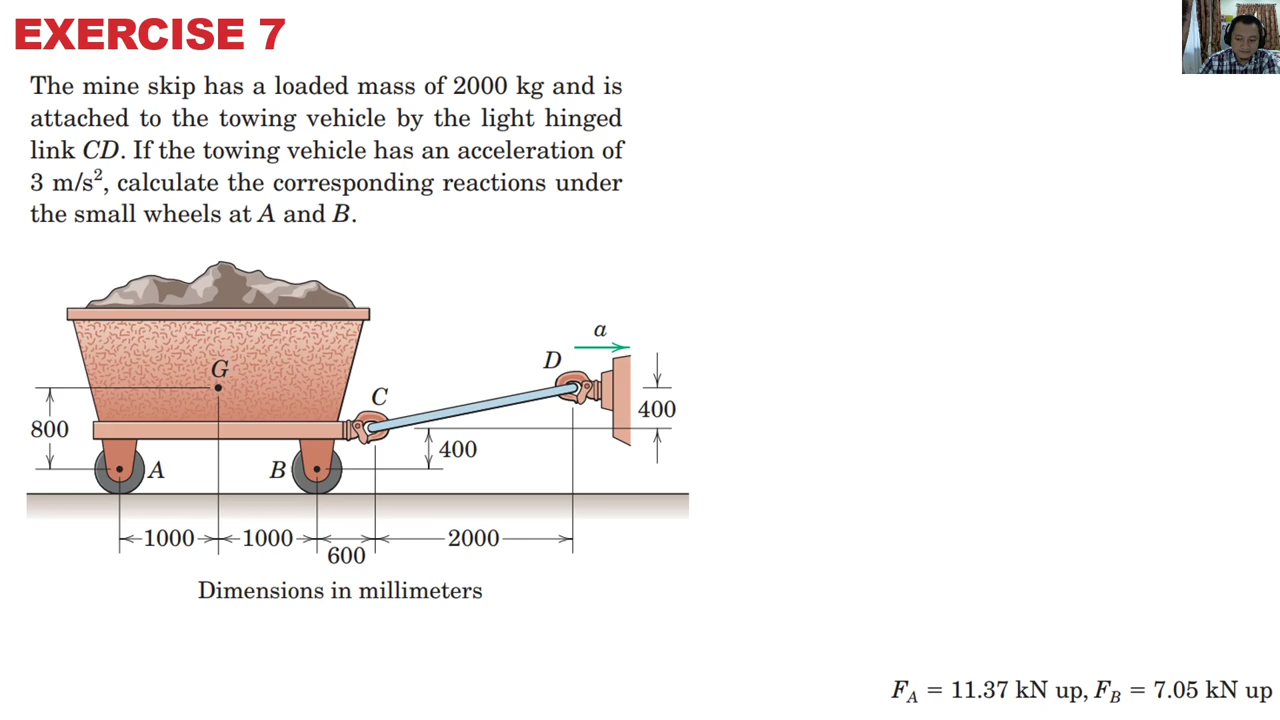 EXERCISE 7
The mine skip has a loaded mass of 2000 kg and is
attached to the towing vehicle by the light hinged
link CD. If the towing vehicle has an acceleration of
3 m/s², calculate the corresponding reactions under
the small wheels at A and B.
a
D
G
C
400
800
400
A
B
1000
1000
2000
600
Dimensions in millimeters
F_A = 11.37 kN up, F_B = 7.05 kN up